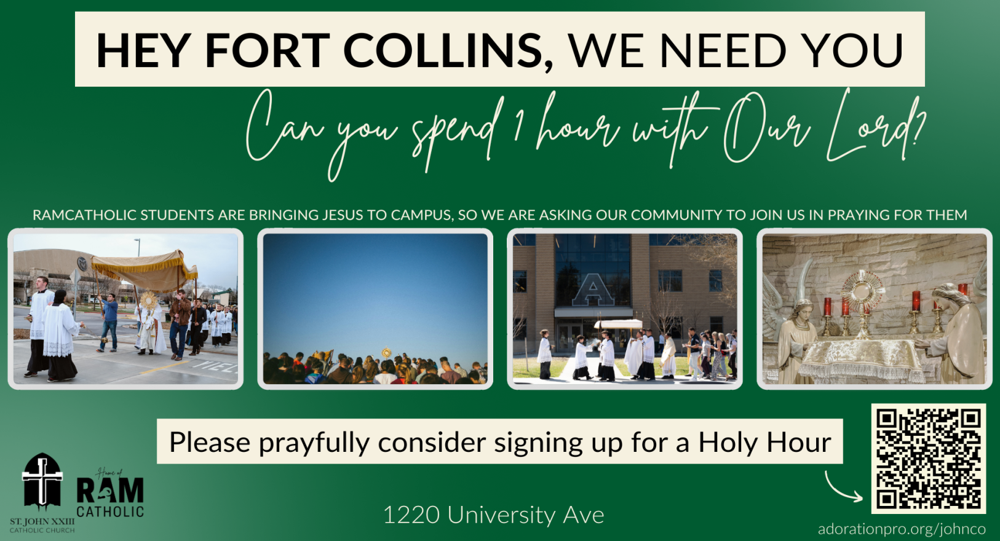 HEY FORT COLLINS, WE NEED YOU
Can you spend 1 hour with Our Lord?
RAMCATHOLIC STUDENTS ARE BRINGING JESUS TO CAMPUS, SO WE ARE ASKING OUR COMMUNITY TO JOIN US IN PRAYING FOR THEM
YIEL
A
Please prayfully consider signing up for a Holy Hour
Home of
RAM
CATHOLIC
ST. JOHN XXIII
CATHOLIC CHURCH
1220 University Ave
adorationpro.org/johnco